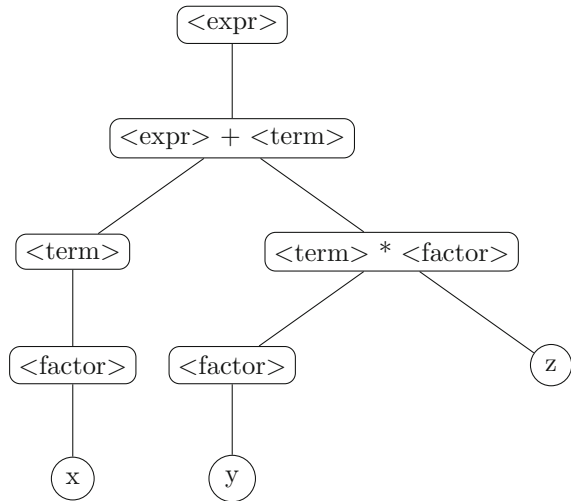 <expr>
<expr> + <term>
<term>
<term> * <factor>
<factor>
<factor>
z
x
y